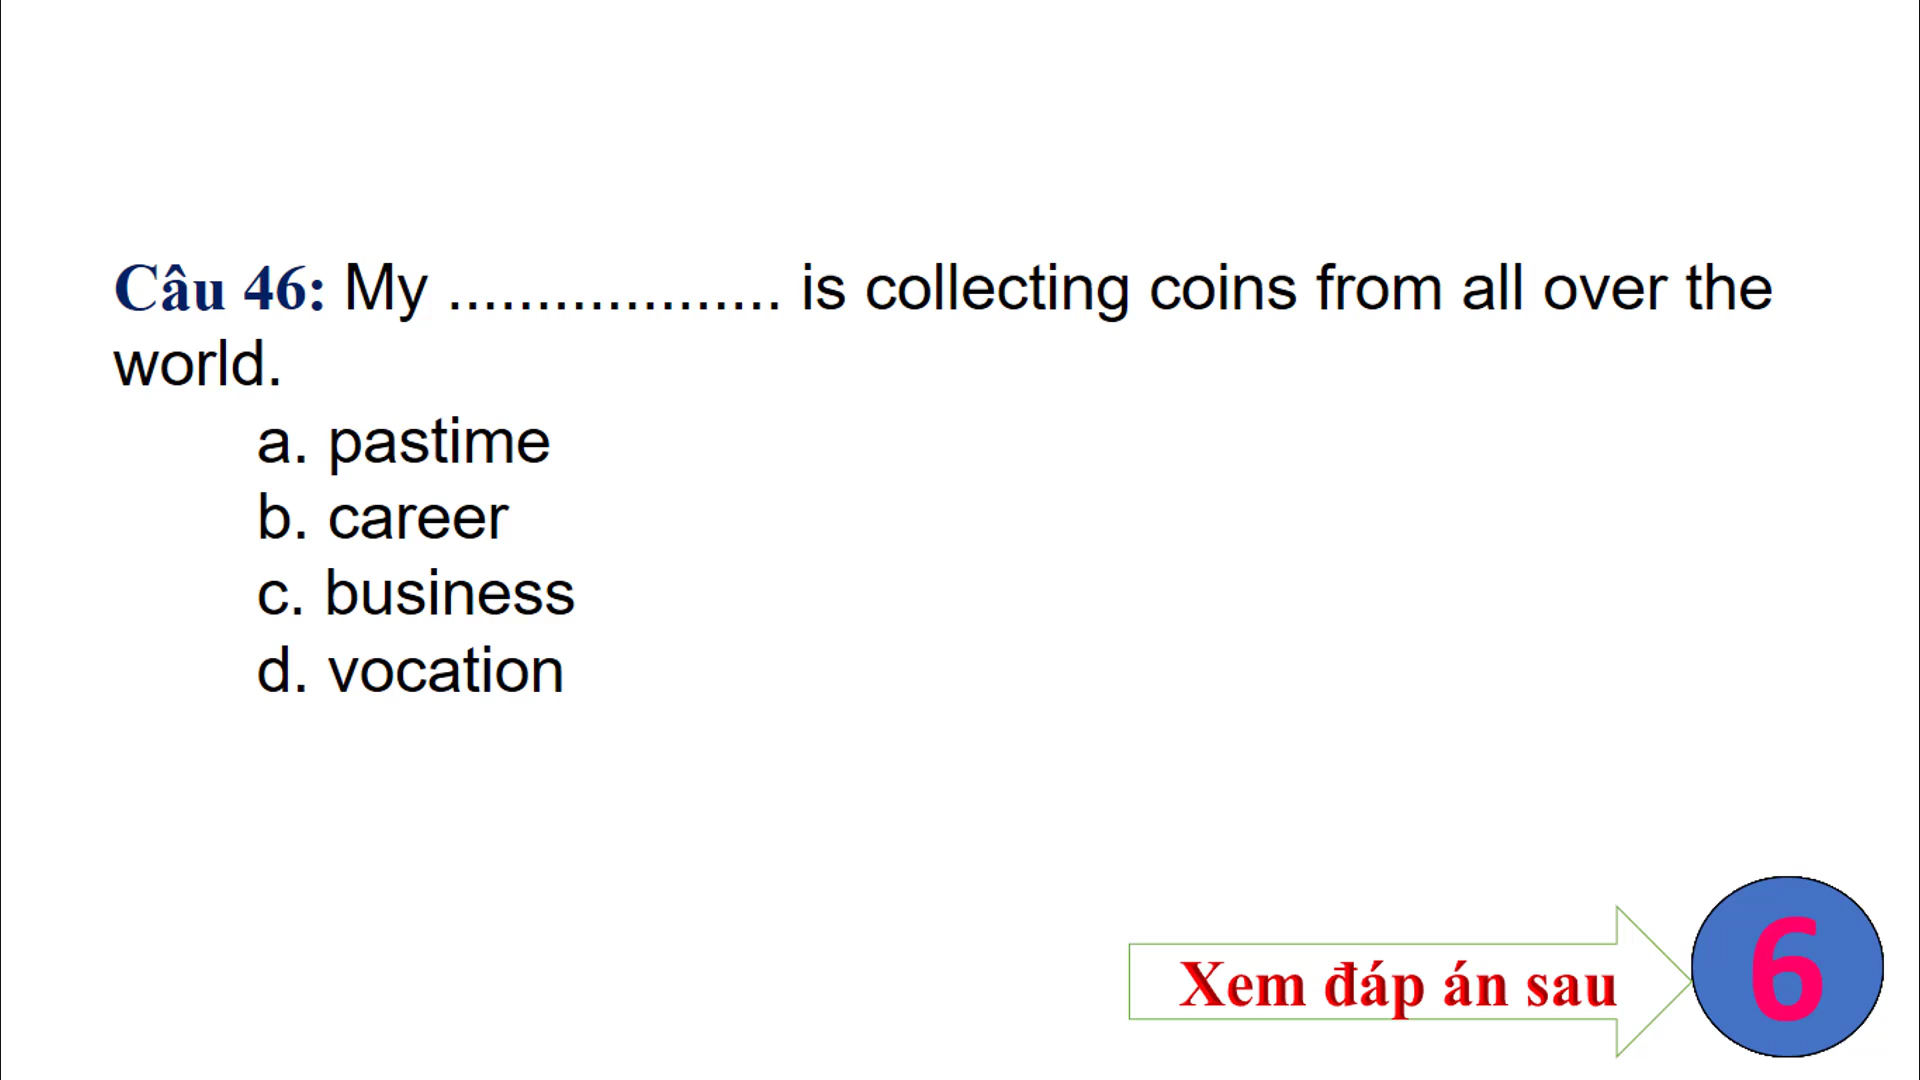 Câu 46: My ................... is collecting coins from all over the
world.
a. pastime
b. career
c. business
d. vocation
Xem đáp án sau
6